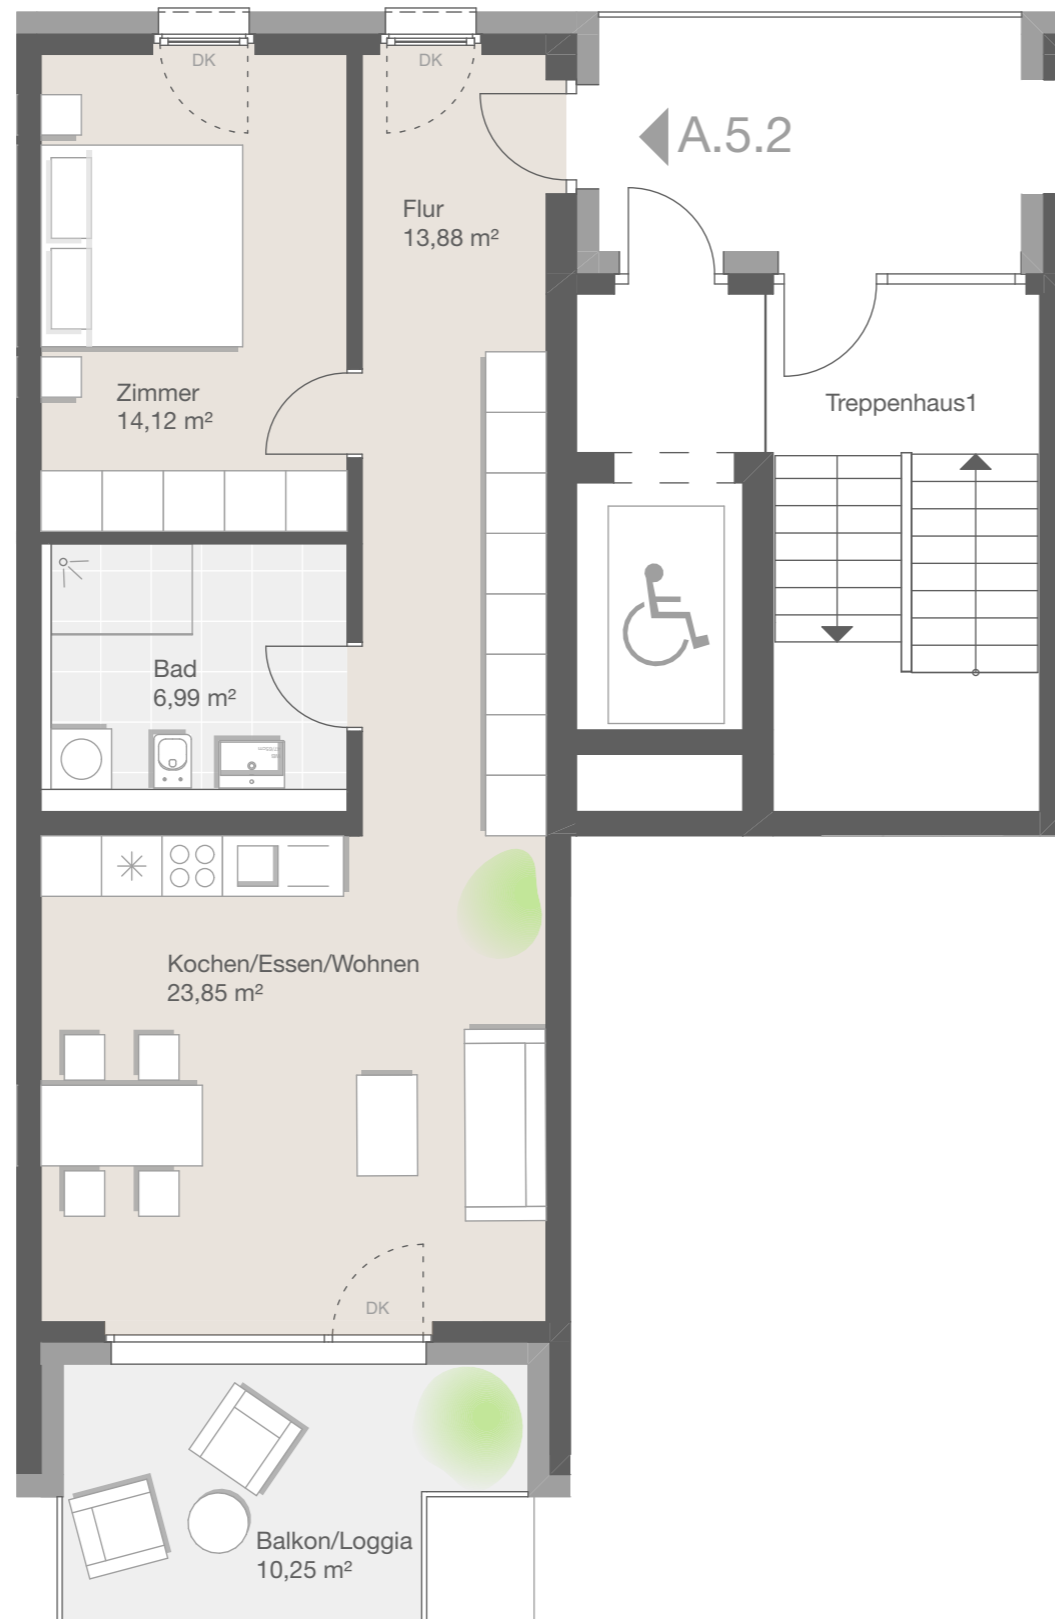 DK
DK
A.5.2
Flur
13,88 m²
Zimmer
14,12 m²
Treppenhaus1
Bad
6,99 m²
Kochen/Essen/Wohnen
23,85 m²
DK
Balkon/Loggia
10,25 m²